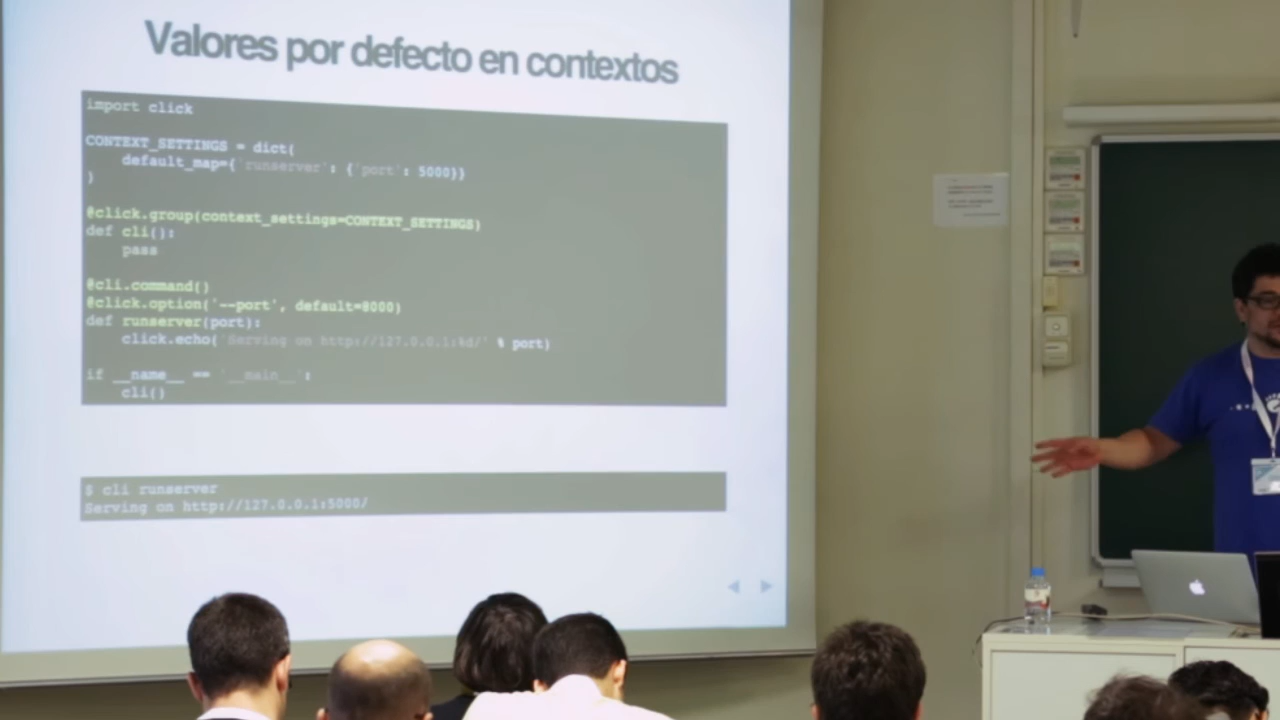 Valores por defecto en contextos
import click
CONTEXT_SETTINGS = dict(
    default_map={'runserver': {'port': 5000}}
)
@click.group(context_settings=CONTEXT_SETTINGS)
def cli():
    pass
@cli.command()
@click.option('--port', default=8000)
def runserver(port):
    click.echo('Serving on http://127.0.0.1:%d/' % port)
if __name__ == '__main__':
    cli()
$ cli runserver
Serving on http://127.0.0.1:5000/